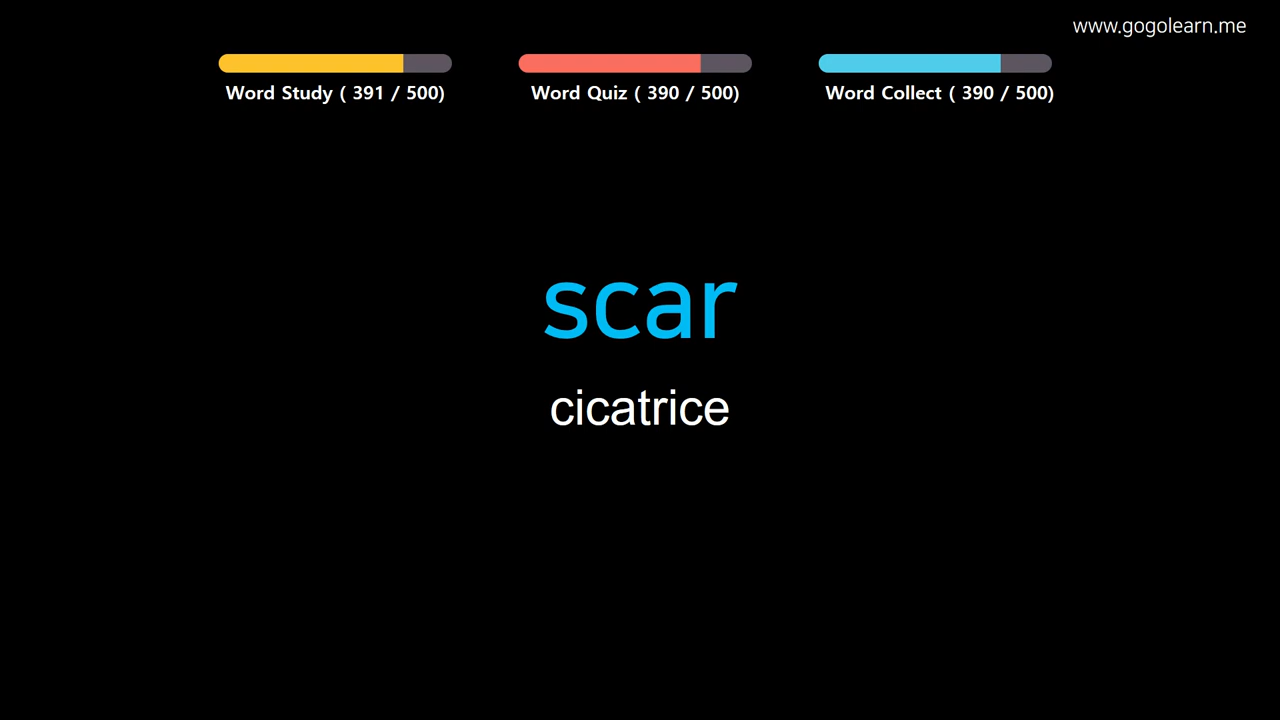 www.gogolearn.me
Word Study ( 391 / 500)
Word Quiz ( 390 / 500)
Word Collect ( 390 / 500)
scar
cicatrice